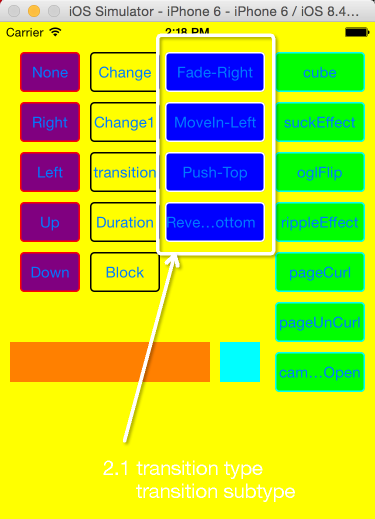 iOS Simulator - iPhone 6 - iPhone 6 / iOS 8.4...
Carrier 2:18 PM
None Change Fade-Right cube
Right Change1 MoveIn-Left suckEffect
Left transition Push-Top oglFlip
Up Duration Reve...ottom rippleEffect
Down Block pageCurl
pageUnCurl
cam...Open
2.1 transition type
transition subtype